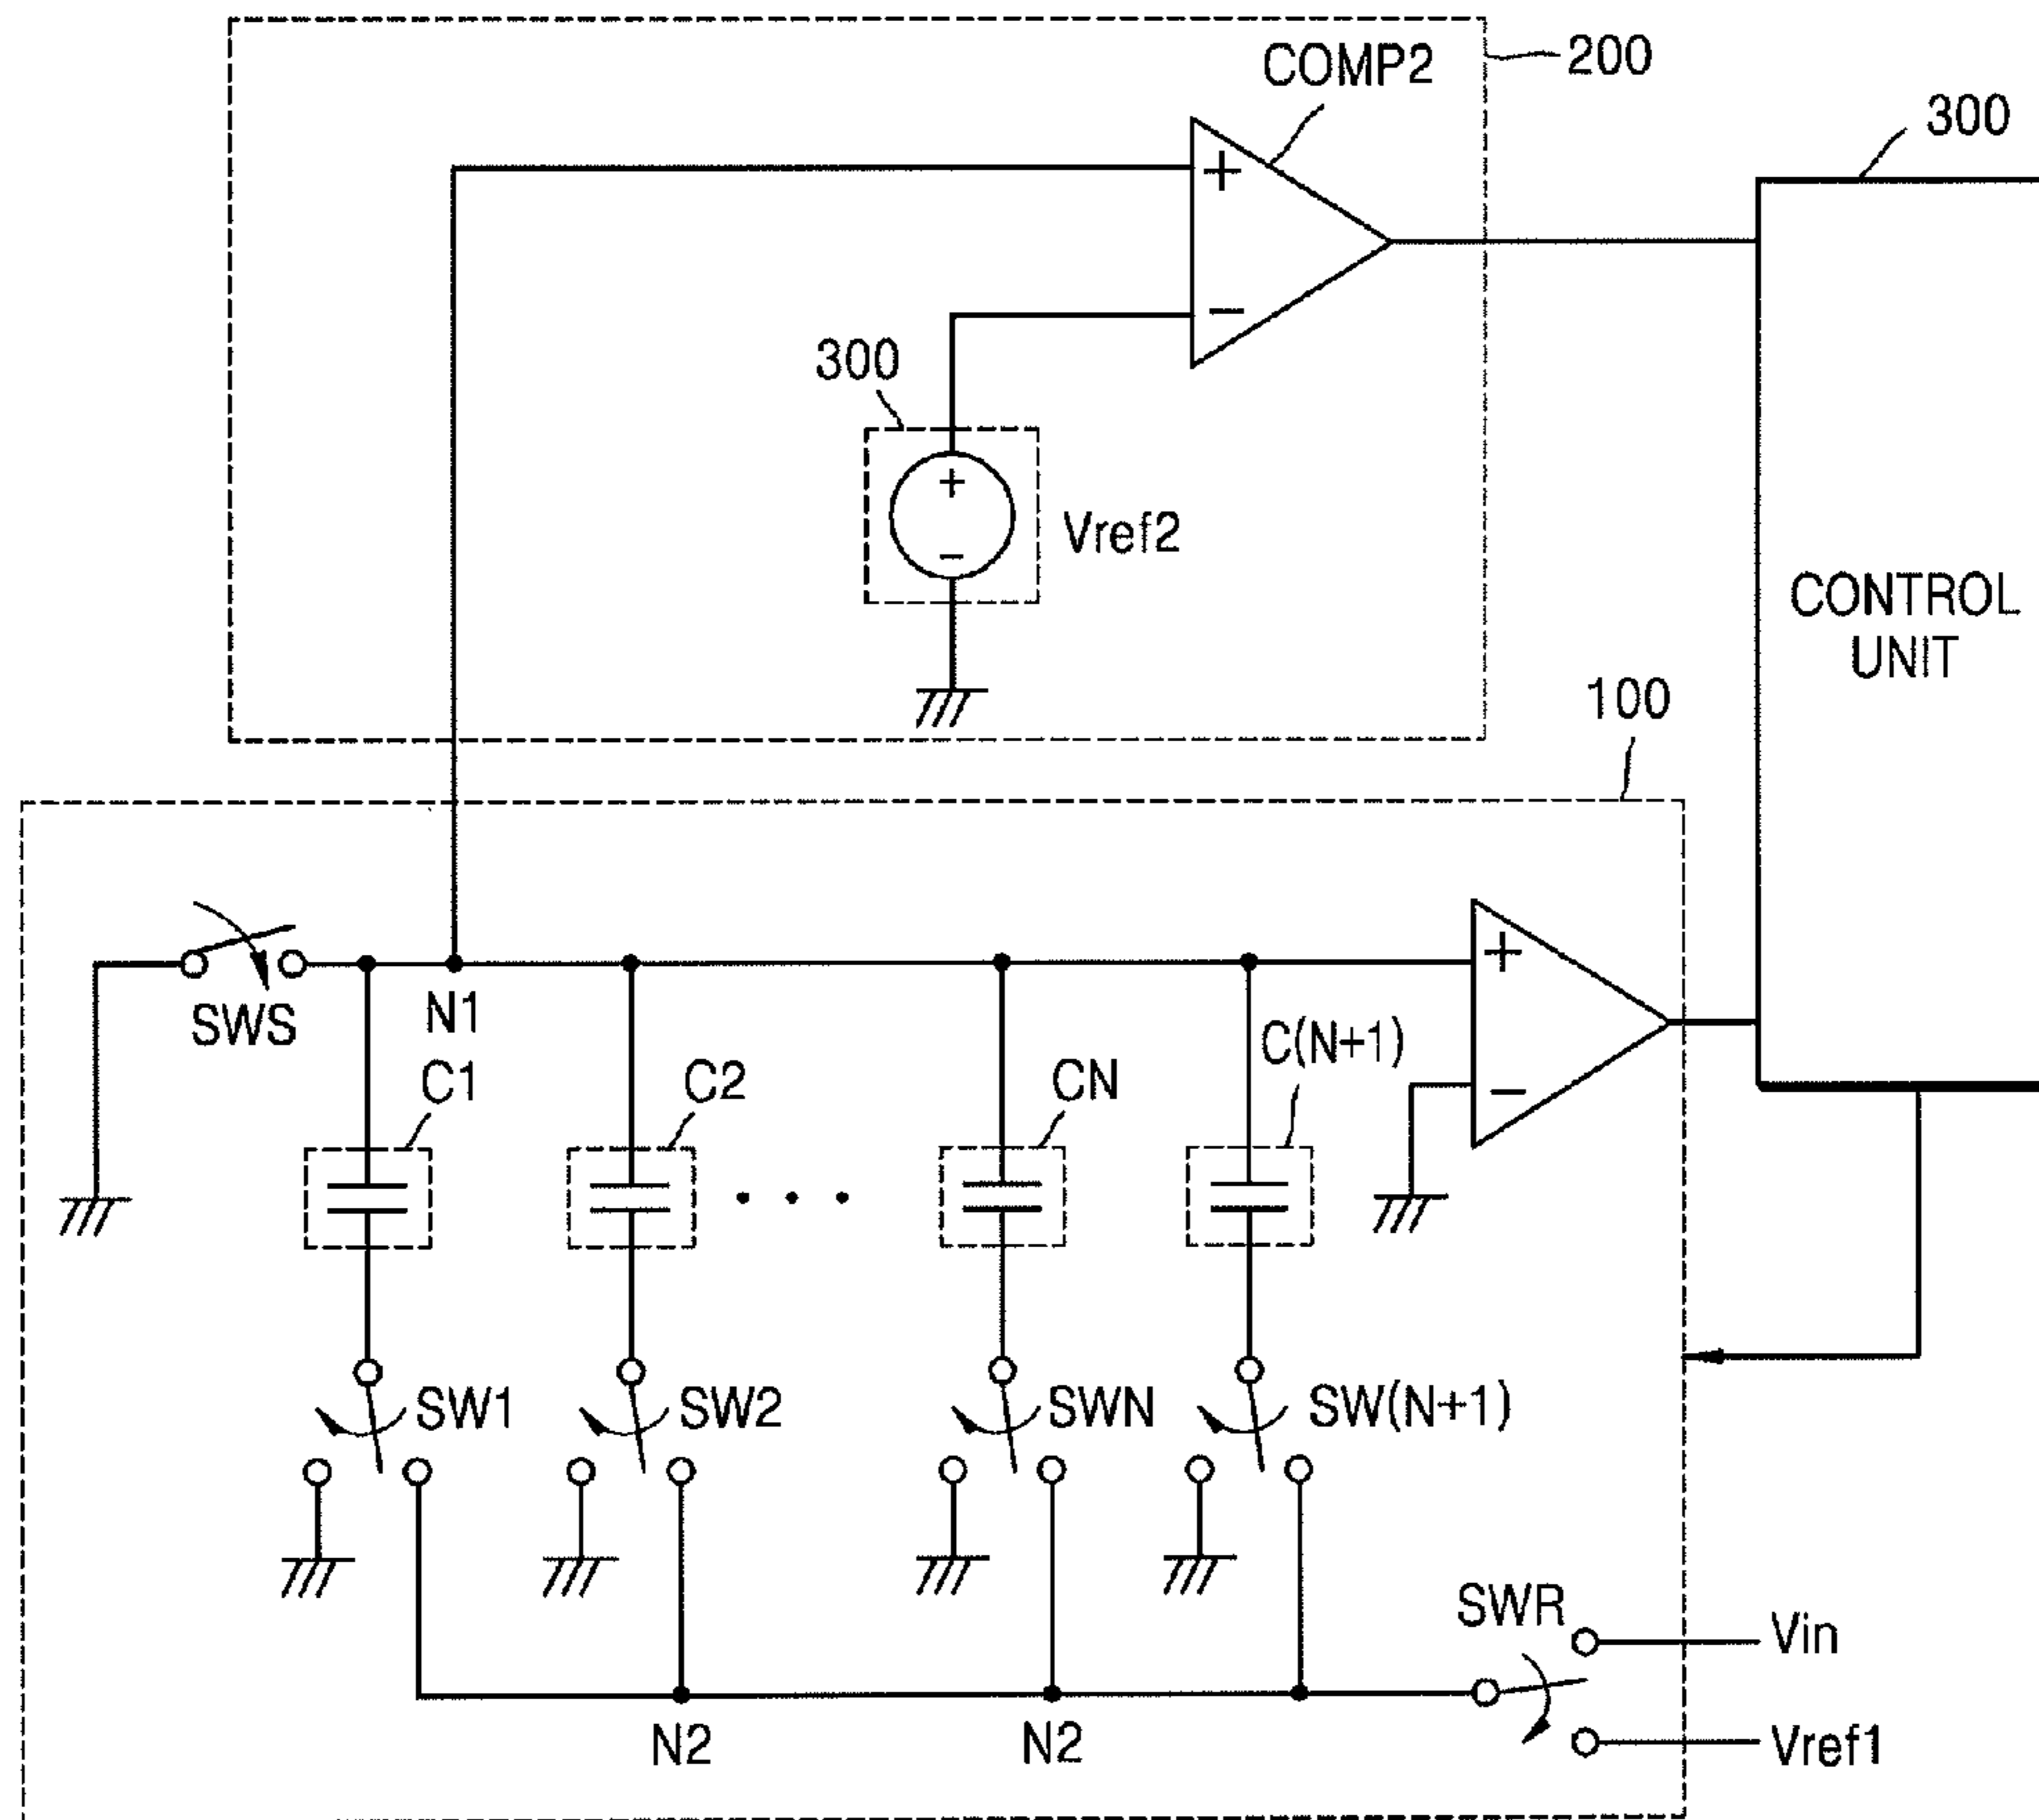 COMP2
200
300
+
−
300
+
−
Vref2
CONTROL
UNIT
100
SWS
N1
+
−
C1
C2
CN
C(N+1)
SW1
SW2
SWN
SW(N+1)
SWR
Vin
N2
N2
Vref1